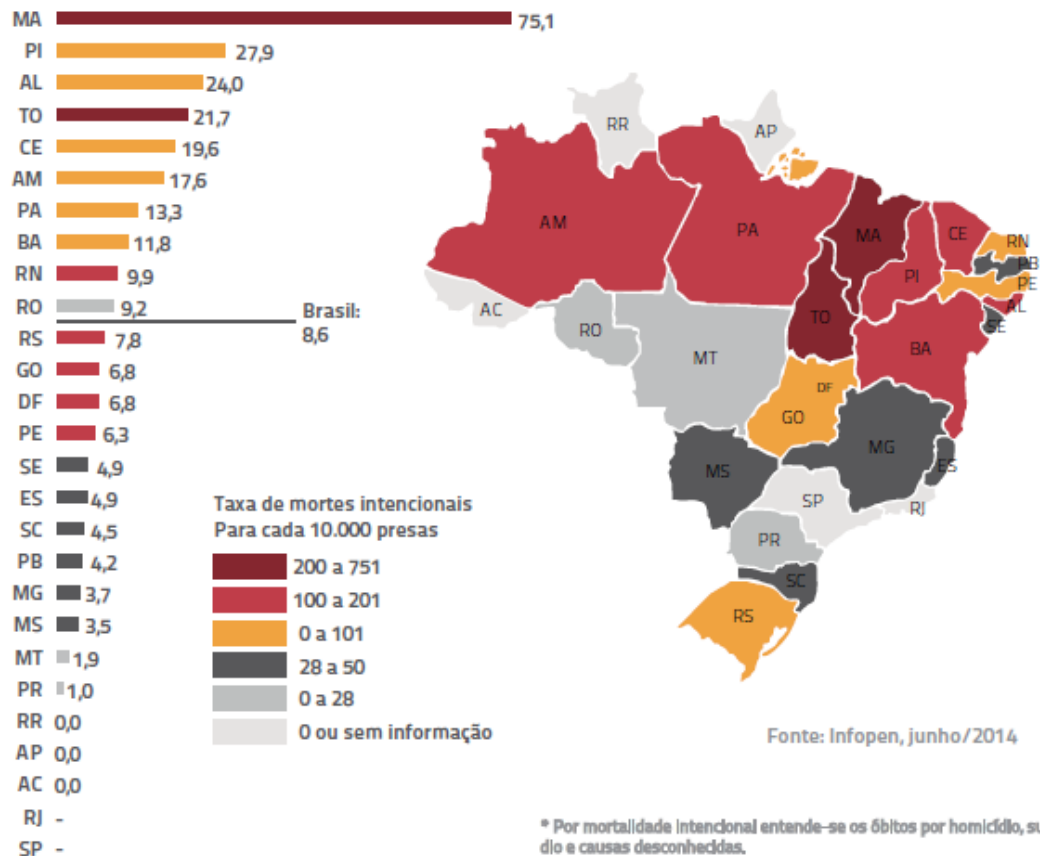 MA 75,1
PI 27,9
AL 24,0
TO 21,7
CE 19,6
AM 17,6
PA 13,3
BA 11,8
RN 9,9
RO 9,2
Brasil:
8,6
RS 7,8
GO 6,8
DF 6,8
PE 6,3
SE 4,9
ES 4,9
SC 4,5
PB 4,2
MG 3,7
MS 3,5
MT 1,9
PR 1,0
RR 0,0
AP 0,0
AC 0,0
RJ -
SP -
RR
AP
AM
PA
MA
CE
RN
PB
PE
PI
AL
SE
AC
RO
TO
BA
MT
DF
GO
MG
ES
MS
SP
RJ
PR
SC
RS
Taxa de mortes intencionais
Para cada 10.000 presas
200 a 751
100 a 201
0 a 101
28 a 50
0 a 28
0 ou sem informação
Fonte: Infopen, junho/2014
* Por mortalidade intencional entende-se os óbitos por homicídio, su
dio e causas desconhecidas.